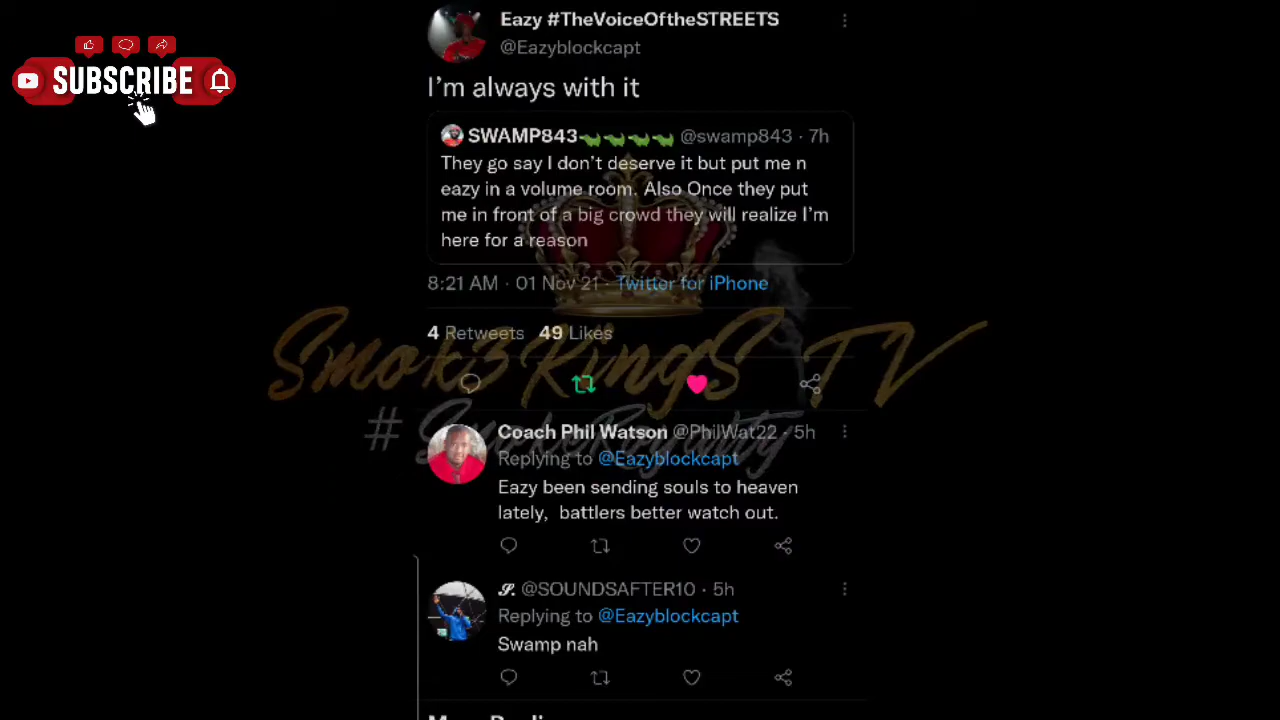 SUBSCRIBE
Eazy #TheVoiceOftheSTREETS
@Eazyblockcapt
I'm always with it
SWAMP843🐊🐊🐊🐊 @swamp843 · 7h
They go say I don't deserve it but put me n
eazy in a volume room. Also Once they put
me in front of a big crowd they will realize I'm
here for a reason
8:21 AM · 01 Nov 21 · Twitter for iPhone
4 Retweets 49 Likes
Smok3KingS TV
#SmokeRoyalty
Coach Phil Watson @PhilWat22 · 5h
Replying to @Eazyblockcapt
Eazy been sending souls to heaven
lately, battlers better watch out.
𝒮. @SOUNDSAFTER10 · 5h
Replying to @Eazyblockcapt
Swamp nah